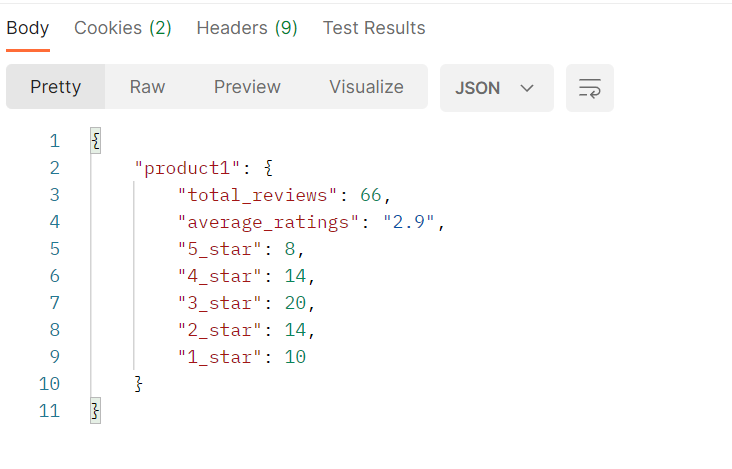 Body Cookies (2) Headers (9) Test Results
Pretty Raw Preview Visualize JSON
1 {
2 "product1": {
3 "total_reviews": 66,
4 "average_ratings": "2.9",
5 "5_star": 8,
6 "4_star": 14,
7 "3_star": 20,
8 "2_star": 14,
9 "1_star": 10
10 }
11 }